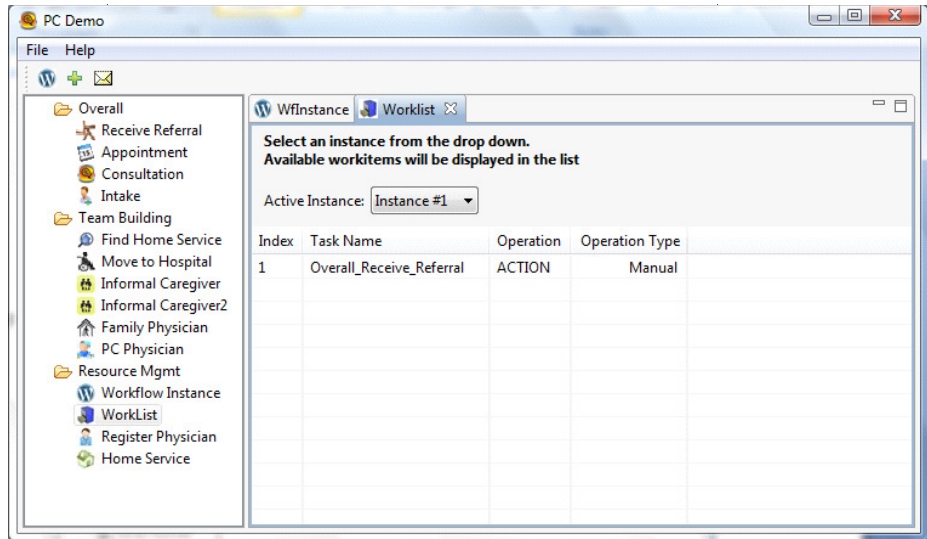 PC Demo
File Help
Overall
Receive Referral
Appointment
Consultation
Intake
Team Building
Find Home Service
Move to Hospital
Informal Caregiver
Informal Caregiver2
Family Physician
PC Physician
Resource Mgmt
Workflow Instance
WorkList
Register Physician
Home Service
WfInstance Worklist
Select an instance from the drop down.
Available workitems will be displayed in the list
Active Instance: Instance #1
Index Task Name Operation Operation Type
1 Overall_Receive_Referral ACTION Manual